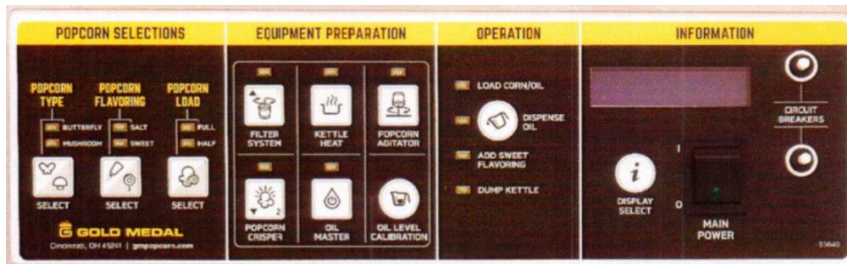 POPCORN SELECTIONS
POPCORN TYPE
BUTTERFLY
MUSHROOM
SELECT
POPCORN FLAVORING
SALT
SWEET
SELECT
POPCORN LOAD
FULL
HALF
SELECT
GOLD MEDAL
Cincinnati, OH 45241 | gmpopcorn.com
EQUIPMENT PREPARATION
FILTER SYSTEM
KETTLE HEAT
POPCORN AGITATOR
2
POPCORN CRISPER
OIL MASTER
OIL LEVEL CALIBRATION
OPERATION
LOAD CORN/OIL
DISPENSE OIL
ADD SWEET FLAVORING
DUMP KETTLE
INFORMATION
CIRCUIT BREAKERS
i
DISPLAY SELECT
I
O
MAIN POWER